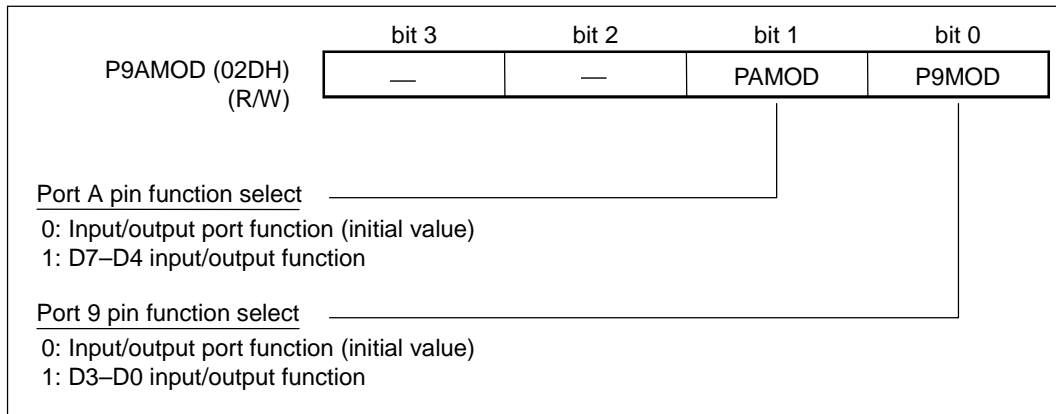 bit 3 bit 2 bit 1 bit 0
P9AMOD (02DH) — — PAMOD P9MOD
(R/W)
Port A pin function select
0: Input/output port function (initial value)
1: D7–D4 input/output function
Port 9 pin function select
0: Input/output port function (initial value)
1: D3–D0 input/output function